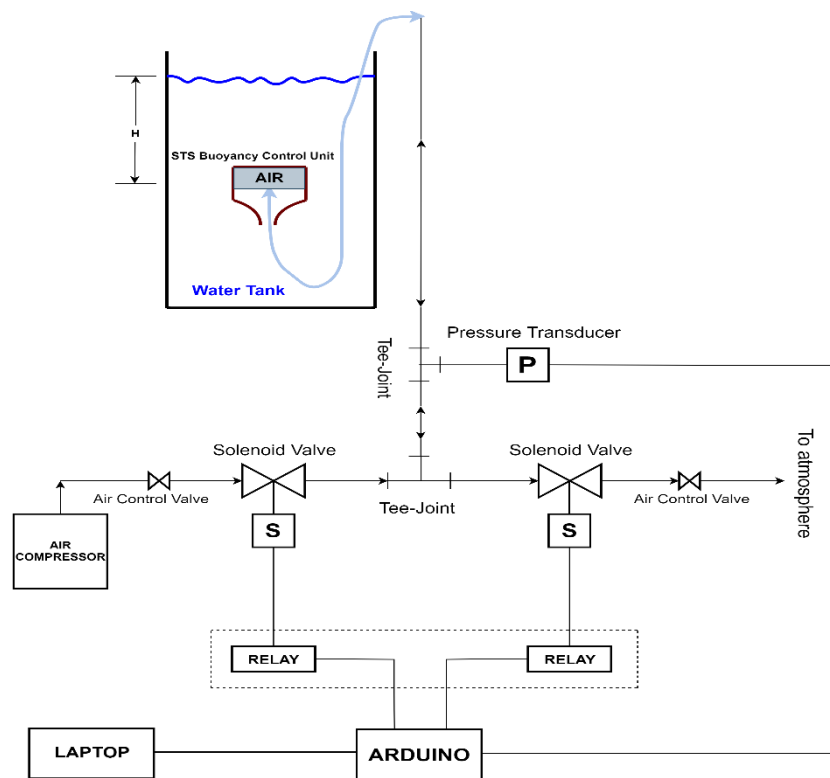 H
STS Buoyancy Control Unit
AIR
Water Tank
Pressure Transducer
Tee-Joint
P
Solenoid Valve
Solenoid Valve
To atmosphere
Air Control Valve
Tee-Joint
Air Control Valve
S
S
AIR
COMPRESSOR
RELAY
RELAY
LAPTOP
ARDUINO